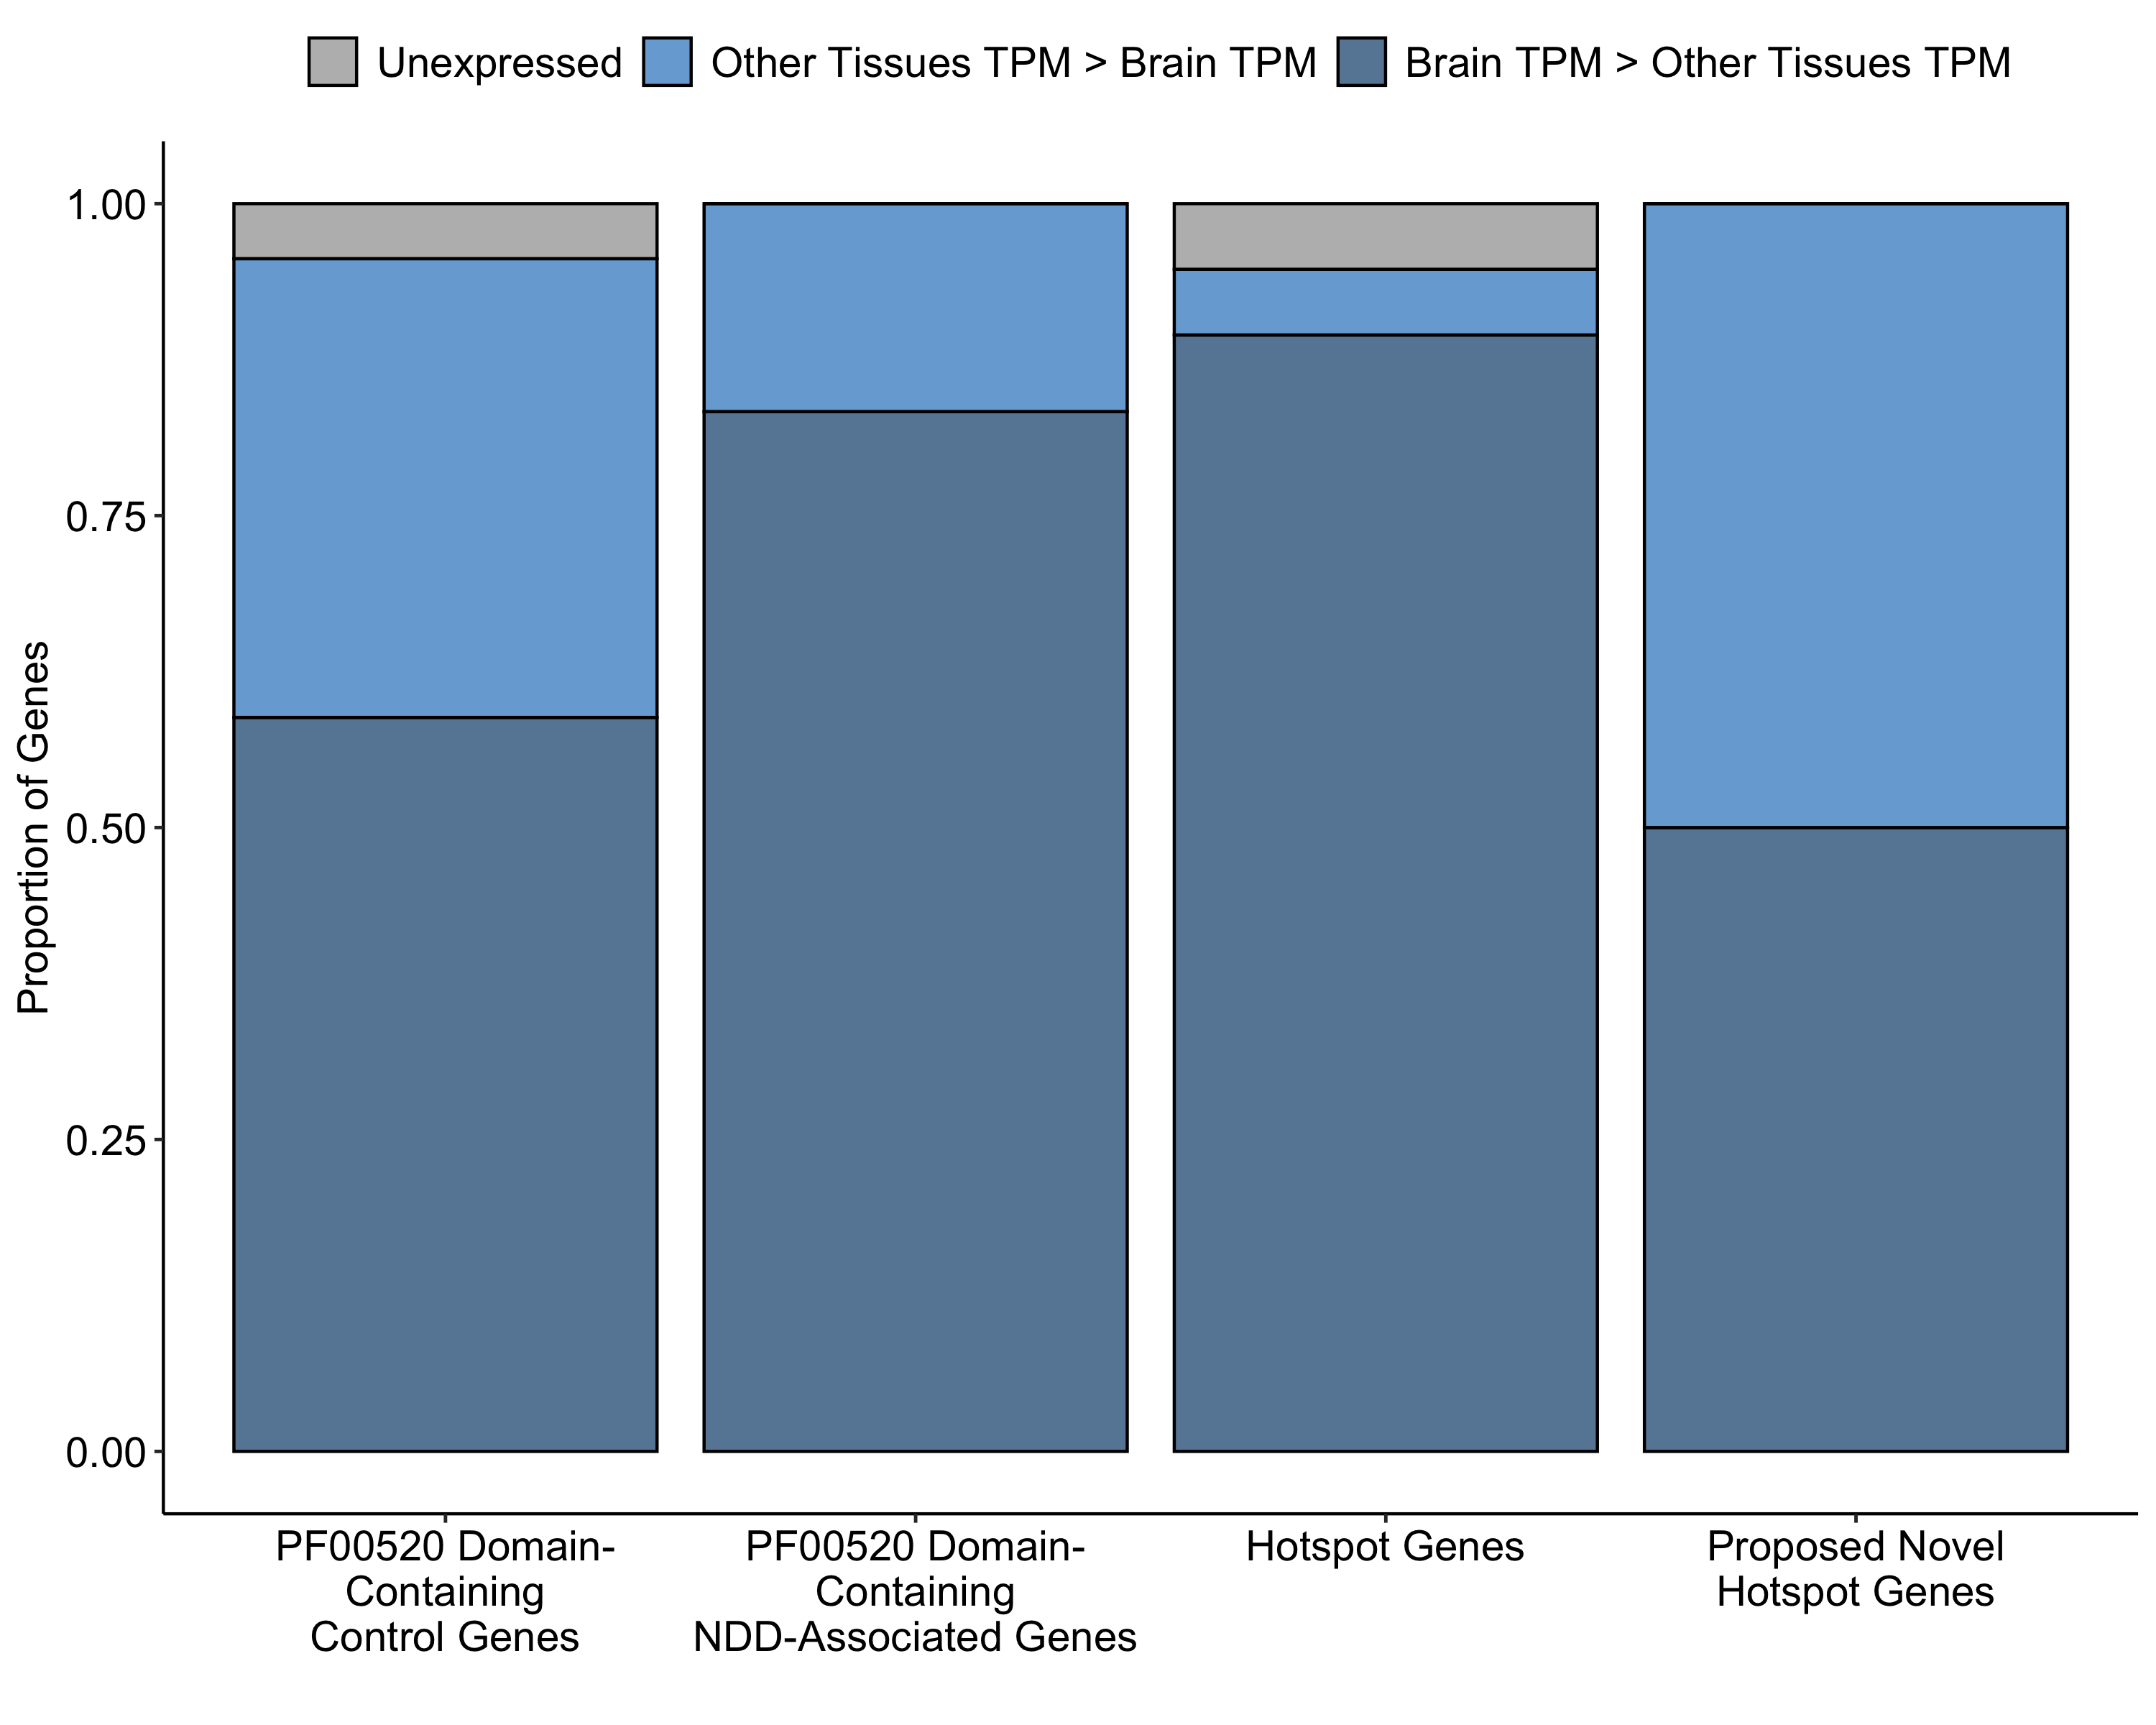 Unexpressed Other Tissues TPM > Brain TPM Brain TPM > Other Tissues TPM
1.00
0.75
0.50
0.25
0.00
Proportion of Genes
PF00520 Domain-
Containing
Control Genes
PF00520 Domain-
Containing
NDD-Associated Genes
Hotspot Genes
Proposed Novel
Hotspot Genes